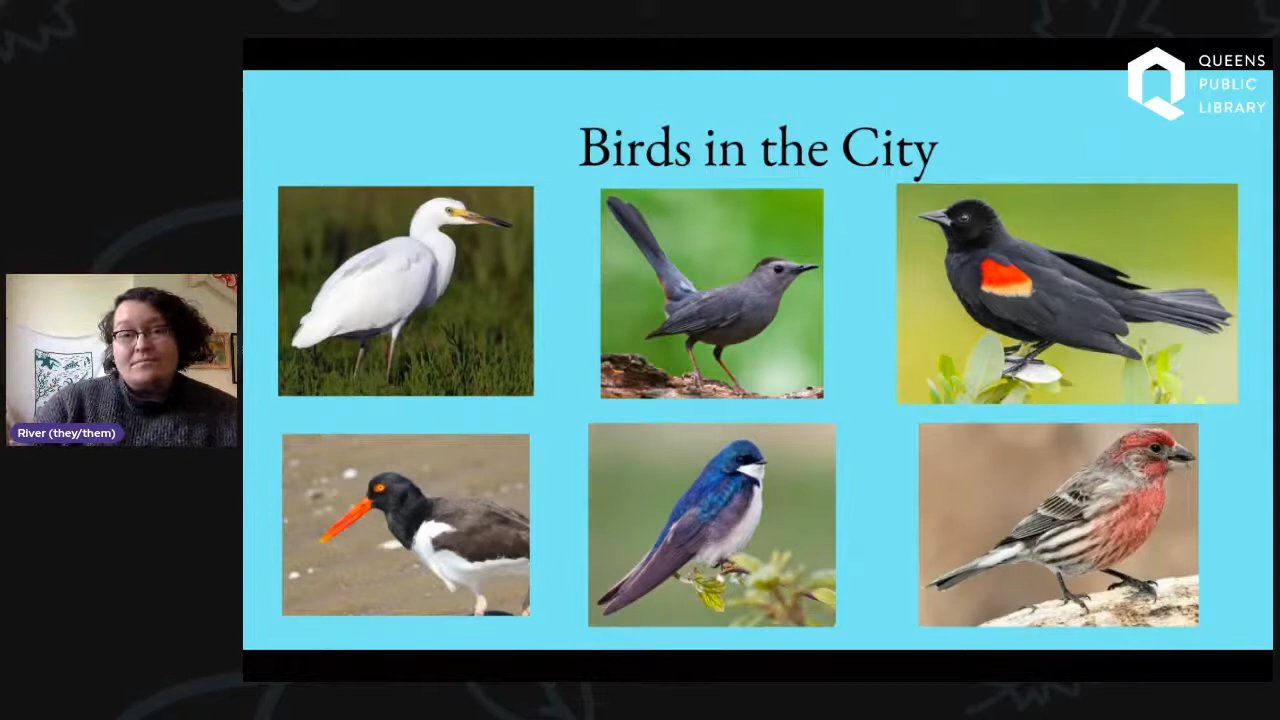 QUEENS
PUBLIC
LIBRARY
Birds in the City
River (they/them)